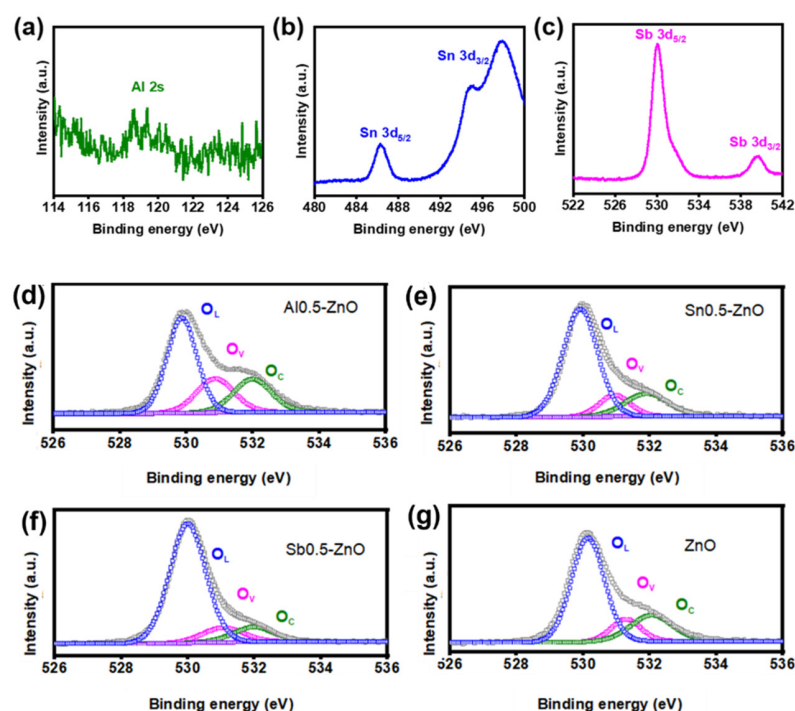 (a)
Al 2s
Intensity (a.u.)
114 116 118 120 122 124 126
Binding energy (eV)
(b)
Sn 3d3/2
Sn 3d5/2
Intensity (a.u.)
480 484 488 492 496 500
Binding energy (eV)
(c)
Sb 3d5/2
Sb 3d3/2
Intensity (a.u.)
522 526 530 534 538 542
Binding energy (eV)
(d)
Al0.5-ZnO
OL
OV
OC
Intensity (a.u.)
526 528 530 532 534 536
Binding energy (eV)
(e)
Sn0.5-ZnO
OL
OV
OC
Intensity (a.u.)
526 528 530 532 534 536
Binding energy (eV)
(f)
Sb0.5-ZnO
OL
OV
OC
Intensity (a.u.)
526 528 530 532 534 536
Binding energy (eV)
(g)
ZnO
OL
OV
OC
Intensity (a.u.)
526 528 530 532 534 536
Binding energy (eV)